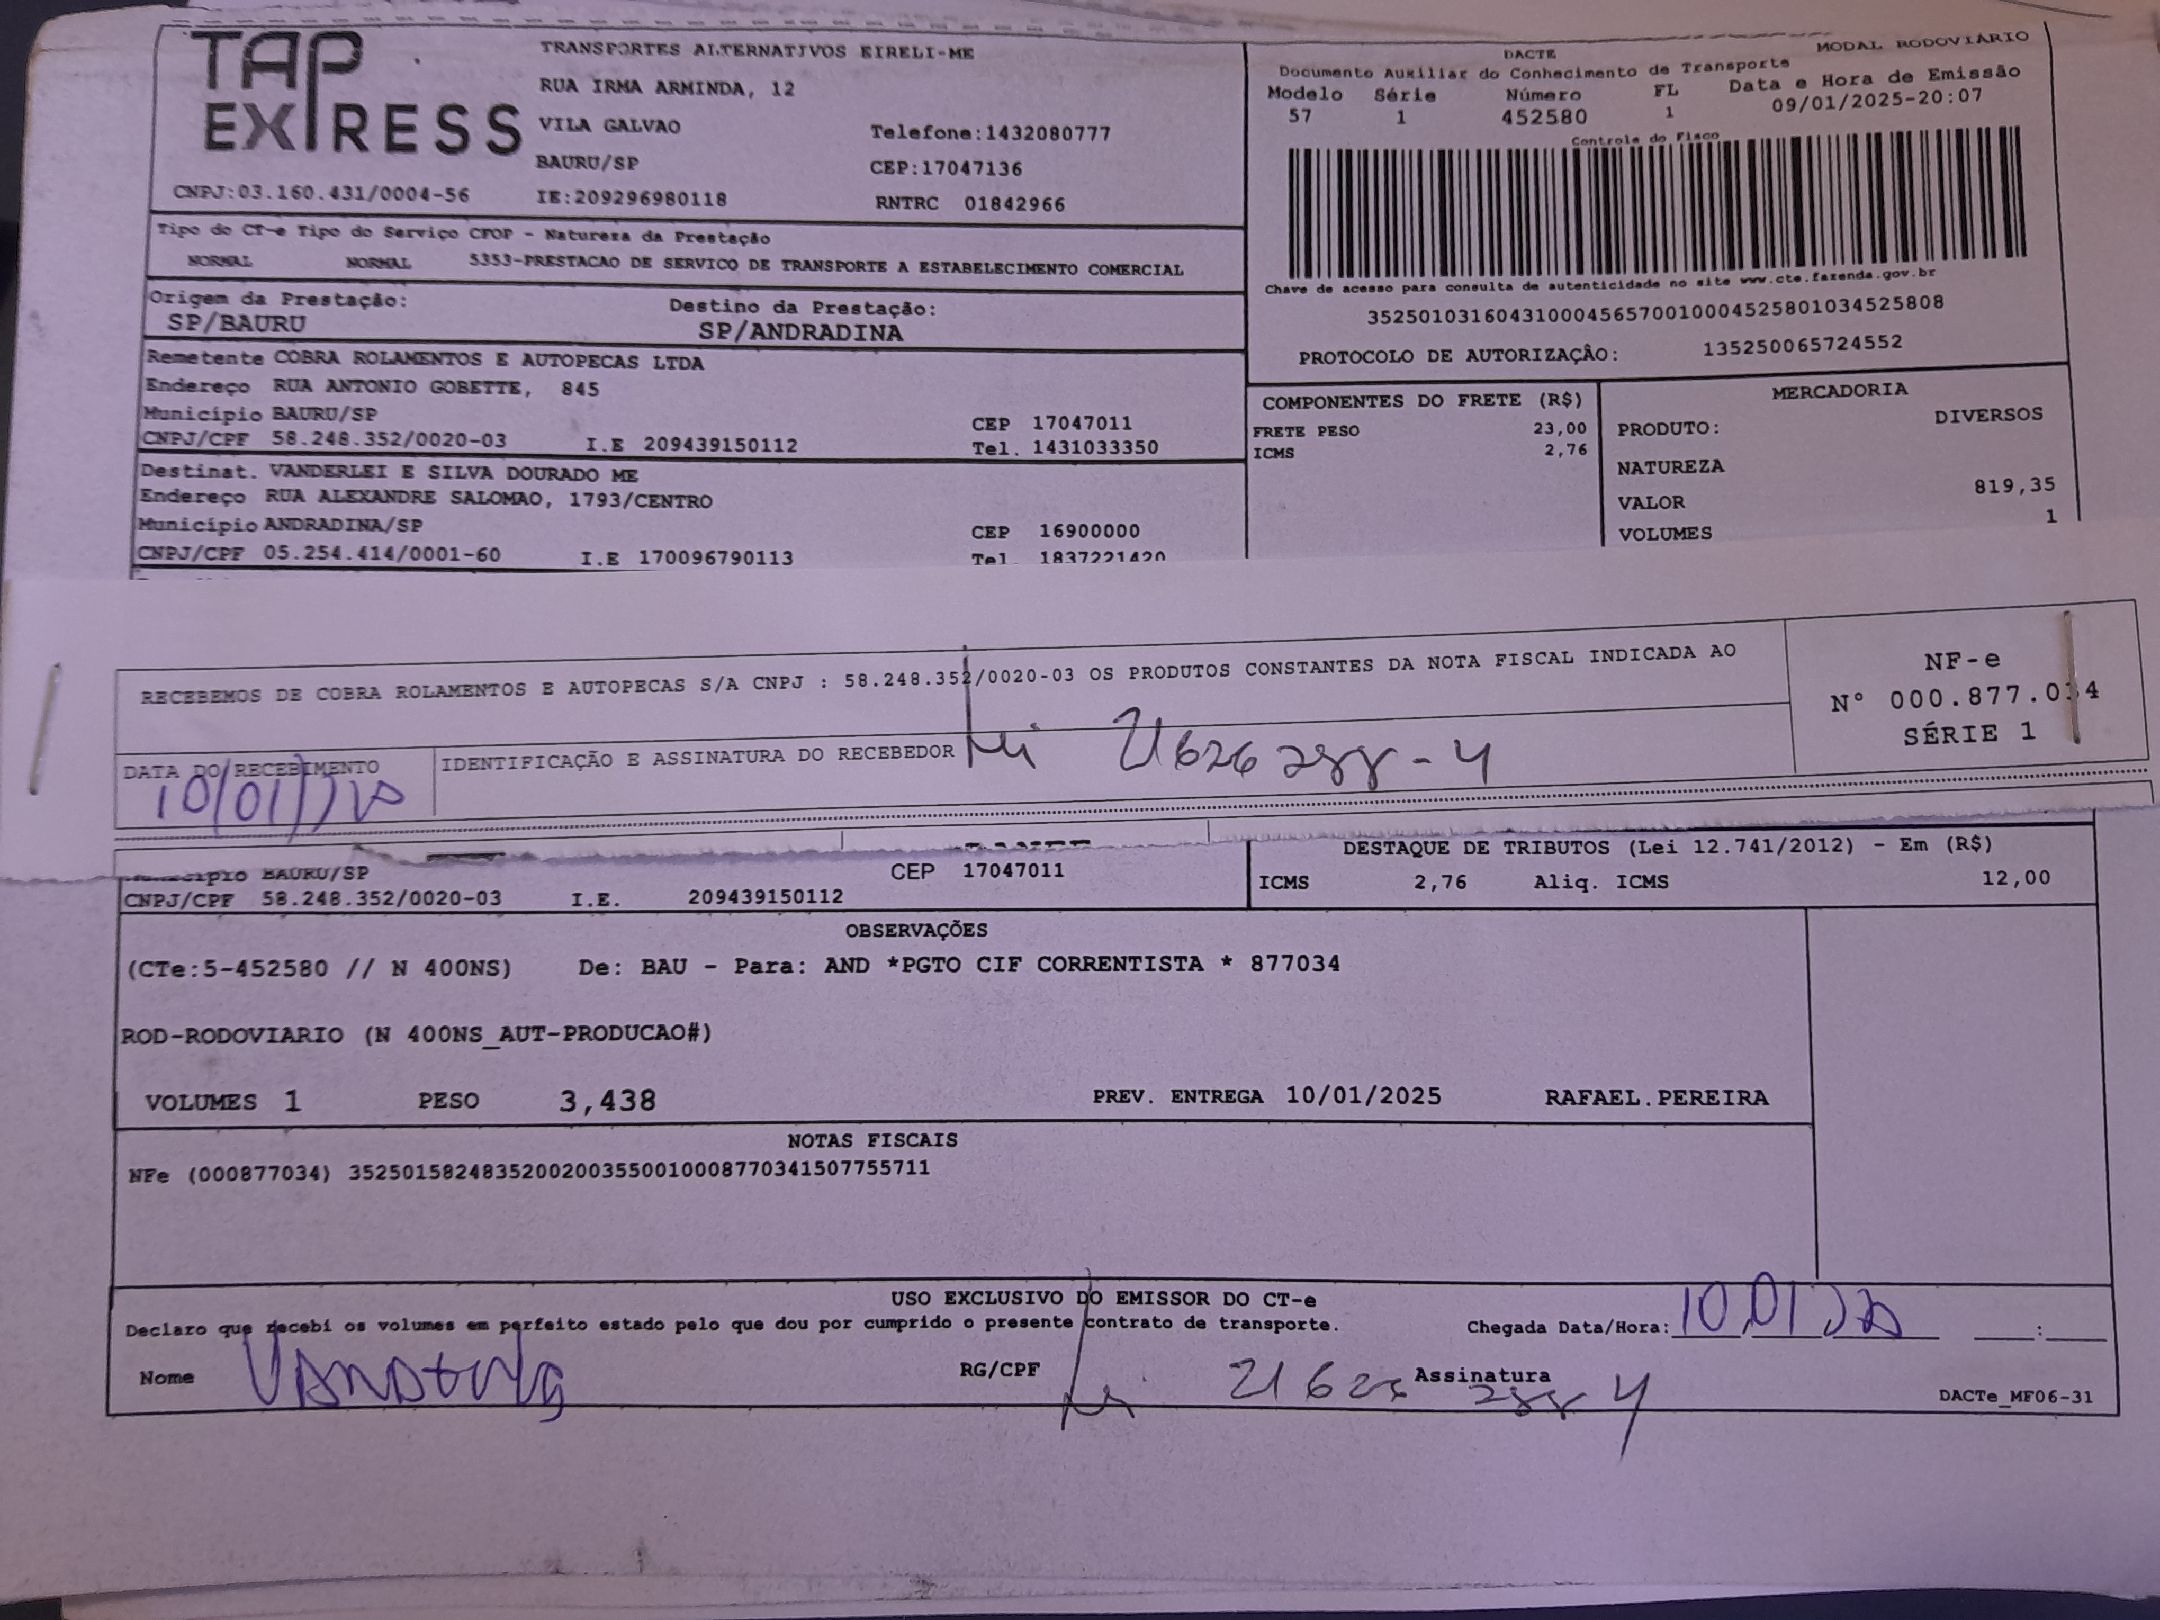 TAP EXPRESS
TRANSPORTES ALTERNATIVOS EIRELI-ME
RUA IRMA ARMINDA, 12
VILA GALVAO Telefone:1432080777
BAURU/SP CEP:17047136
CNPJ:03.160.431/0004-56 IE:209296980118 RNTRC 01842966
DACTE MODAL RODOVIÁRIO
Documento Auxiliar do Conhecimento de Transporte
Modelo Série Número FL Data e Hora de Emissão
57 1 452580 1 09/01/2025-20:07
Controle do Fisco
Chave de acesso para consulta de autenticidade no site www.cte.fazenda.gov.br
35250103160431000456570010004525801034525808
PROTOCOLO DE AUTORIZAÇÃO: 135250065724552
Tipo do CT-e Tipo do Serviço CFOP - Natureza da Prestação
NORMAL NORMAL 5353-PRESTACAO DE SERVICO DE TRANSPORTE A ESTABELECIMENTO COMERCIAL
Origem da Prestação: Destino da Prestação:
SP/BAURU SP/ANDRADINA
Remetente COBRA ROLAMENTOS E AUTOPECAS LTDA
Endereço RUA ANTONIO GOBETTE, 845
Município BAURU/SP CEP 17047011
CNPJ/CPF 58.248.352/0020-03 I.E 209439150112 Tel. 1431033350
Destinat. VANDERLEI E SILVA DOURADO ME
Endereço RUA ALEXANDRE SALOMAO, 1793/CENTRO
Município ANDRADINA/SP CEP 16900000
CNPJ/CPF 05.254.414/0001-60 I.E 170096790113 Tel. 1837221420
COMPONENTES DO FRETE (R$)
FRETE PESO 23,00
ICMS 2,76
MERCADORIA
PRODUTO: DIVERSOS
NATUREZA
VALOR 819,35
VOLUMES 1
RECEBEMOS DE COBRA ROLAMENTOS E AUTOPECAS S/A CNPJ : 58.248.352/0020-03 OS PRODUTOS CONSTANTES DA NOTA FISCAL INDICADA AO
NF-e
N° 000.877.034
SÉRIE 1
DATA DO RECEBIMENTO IDENTIFICAÇÃO E ASSINATURA DO RECEBEDOR
Município BAURU/SP CEP 17047011
CNPJ/CPF 58.248.352/0020-03 I.E. 209439150112
DESTAQUE DE TRIBUTOS (Lei 12.741/2012) - Em (R$)
ICMS 2,76 Aliq. ICMS 12,00
OBSERVAÇÕES
(CTe:5-452580 // N 400NS) De: BAU - Para: AND *PGTO CIF CORRENTISTA * 877034
ROD-RODOVIARIO (N 400NS_AUT-PRODUCAO#)
VOLUMES 1 PESO 3,438 PREV. ENTREGA 10/01/2025 RAFAEL.PEREIRA
NOTAS FISCAIS
NFe (000877034) 35250158248352002003550010008770341507755711
USO EXCLUSIVO DO EMISSOR DO CT-e
Declaro que recebi os volumes em perfeito estado pelo que dou por cumprido o presente contrato de transporte. Chegada Data/Hora: :
Nome RG/CPF Assinatura
DACTe_MF06-31